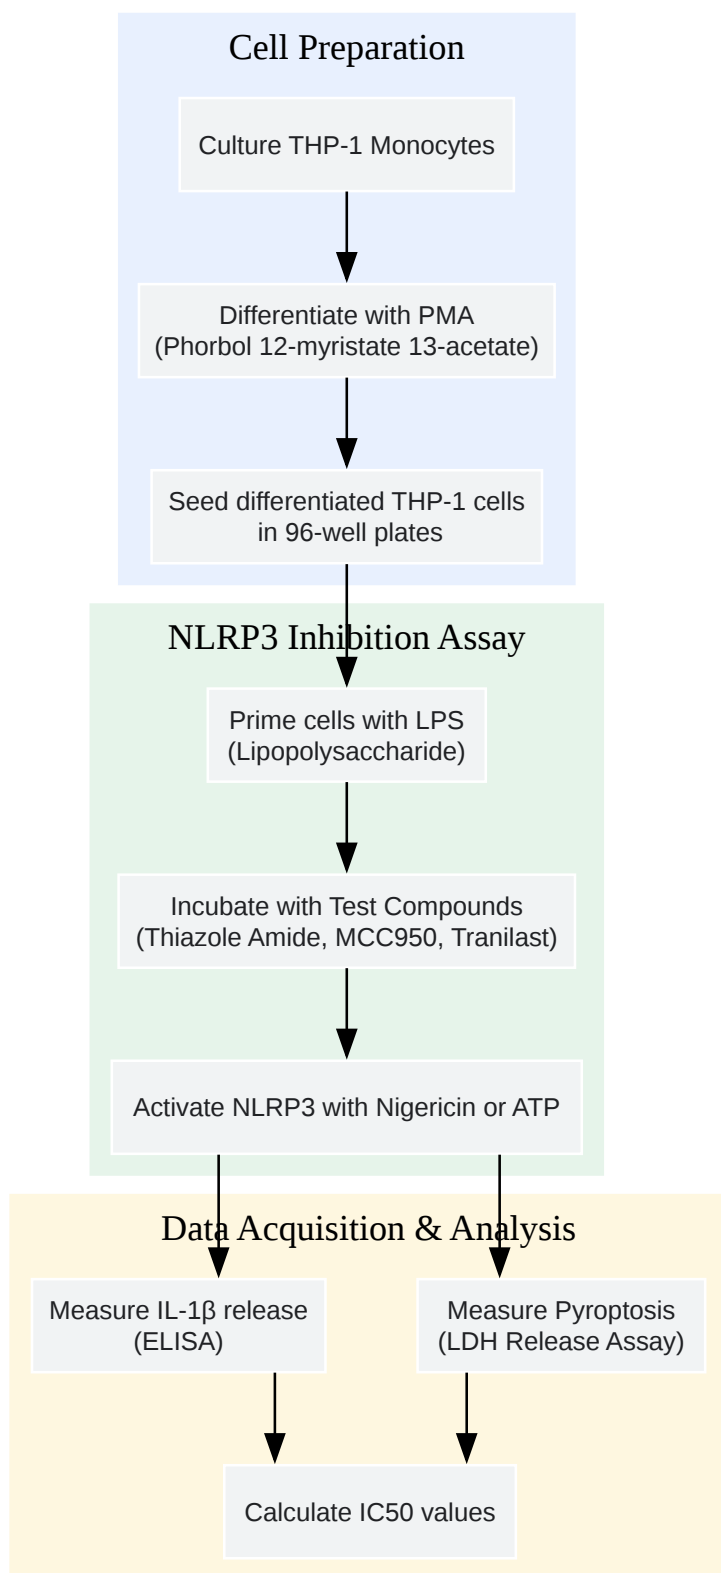 Cell Preparation
Culture THP-1 Monocytes
Differentiate with PMA
(Phorbol 12-myristate 13-acetate)
Seed differentiated THP-1 cells
in 96-well plates
NLRP3 Inhibition Assay
Prime cells with LPS
(Lipopolysaccharide)
Incubate with Test Compounds
(Thiazole Amide, MCC950, Tranilast)
Activate NLRP3 with Nigericin or ATP
Data Acquisition & Analysis
Measure IL-1β release
(ELISA)
Measure Pyroptosis
(LDH Release Assay)
Calculate IC50 values